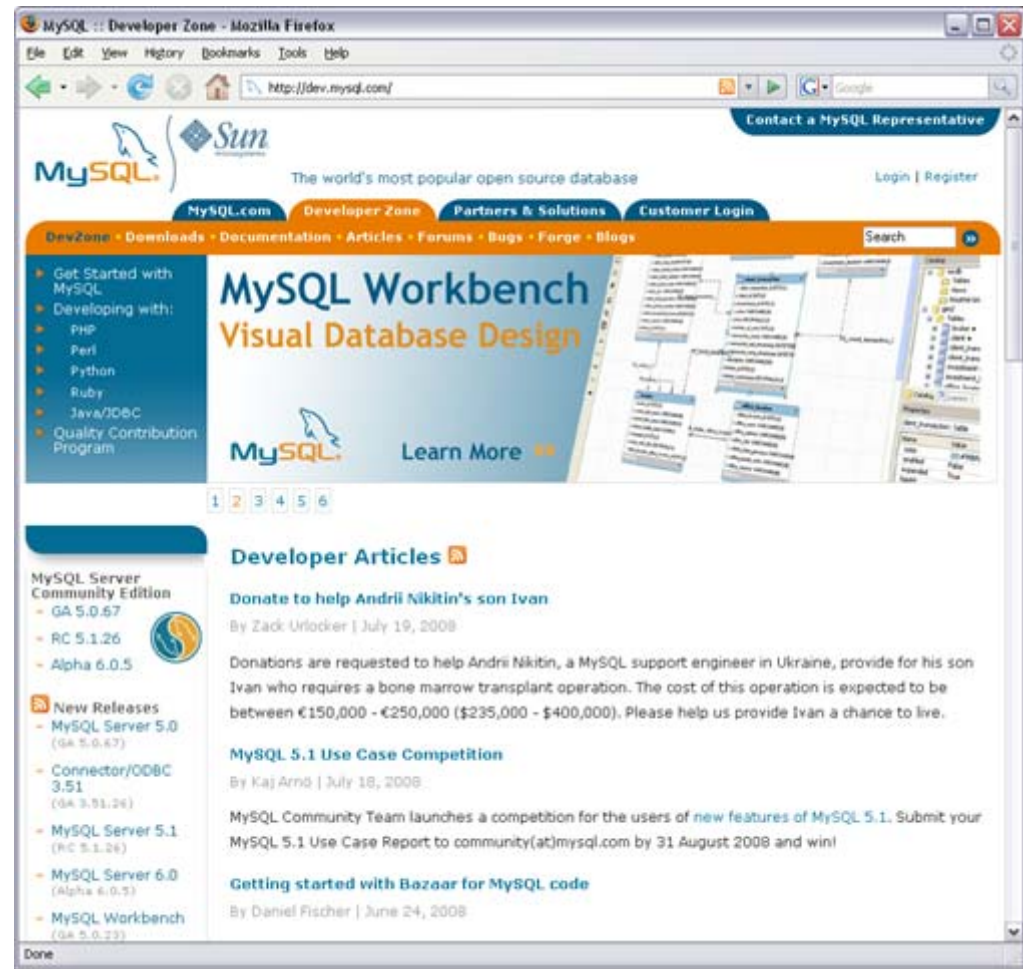 MySQL :: Developer Zone - Mozilla Firefox
File Edit View History Bookmarks Tools Help
http://dev.mysql.com/
Google
Contact a MySQL Representative
MySQL
Sun
microsystems
The world's most popular open source database
Login | Register
MySQL.com Developer Zone Partners & Solutions Customer Login
DevZone Downloads Documentation Articles Forums Bugs Forge Blogs
Search
Get Started with
MySQL
Developing with:
PHP
Perl
Python
Ruby
Java/JDBC
Quality Contribution
Program
MySQL Workbench
Visual Database Design
MySQL
Learn More
1 2 3 4 5 6
MySQL Server
Community Edition
GA 5.0.67
RC 5.1.26
Alpha 6.0.5
New Releases
MySQL Server 5.0
(GA 5.0.67)
Connector/ODBC
3.51
(GA 3.51.26)
MySQL Server 5.1
(RC 5.1.26)
MySQL Server 6.0
(Alpha 6.0.5)
MySQL Workbench
(GA 5.0.23)
Developer Articles
Donate to help Andrii Nikitin's son Ivan
By Zack Urlocker | July 19, 2008
Donations are requested to help Andrii Nikitin, a MySQL support engineer in Ukraine, provide for his son
Ivan who requires a bone marrow transplant operation. The cost of this operation is expected to be
between €150,000 - €250,000 ($235,000 - $400,000). Please help us provide Ivan a chance to live.
MySQL 5.1 Use Case Competition
By Kaj Arnö | July 18, 2008
MySQL Community Team launches a competition for the users of new features of MySQL 5.1. Submit your
MySQL 5.1 Use Case Report to community(at)mysql.com by 31 August 2008 and win!
Getting started with Bazaar for MySQL code
By Daniel Fischer | June 24, 2008
Done